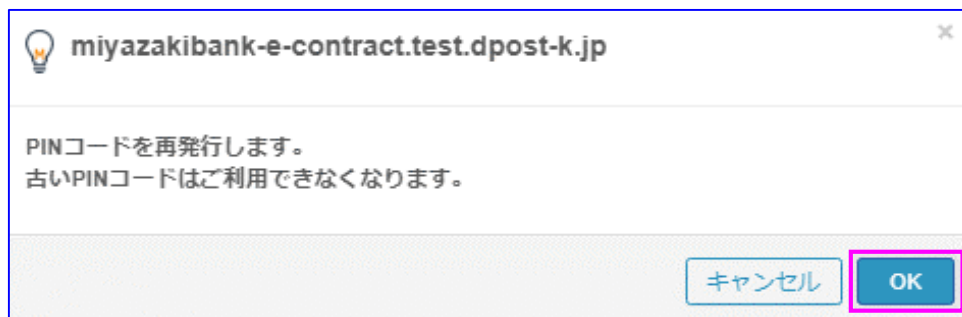 miyazakibank-e-contract.test.dpost-k.jp
×
PINコードを再発行します。
古いPINコードはご利用できなくなります。
キャンセル
OK